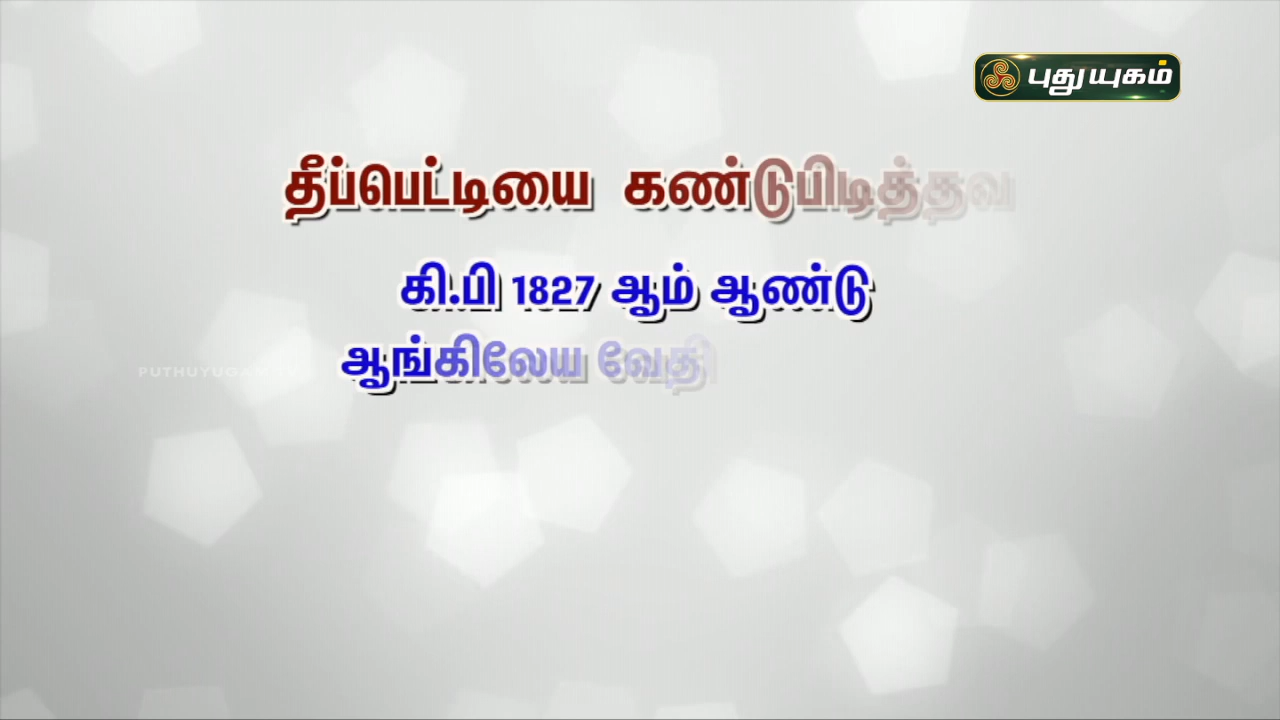 புதுயுகம்
தீப்பெட்டியை கண்டுபிடித்தவ
கி.பி 1827 ஆம் ஆண்டு
ஆங்கிலேய வேதி
PUTHUYUGAM TV